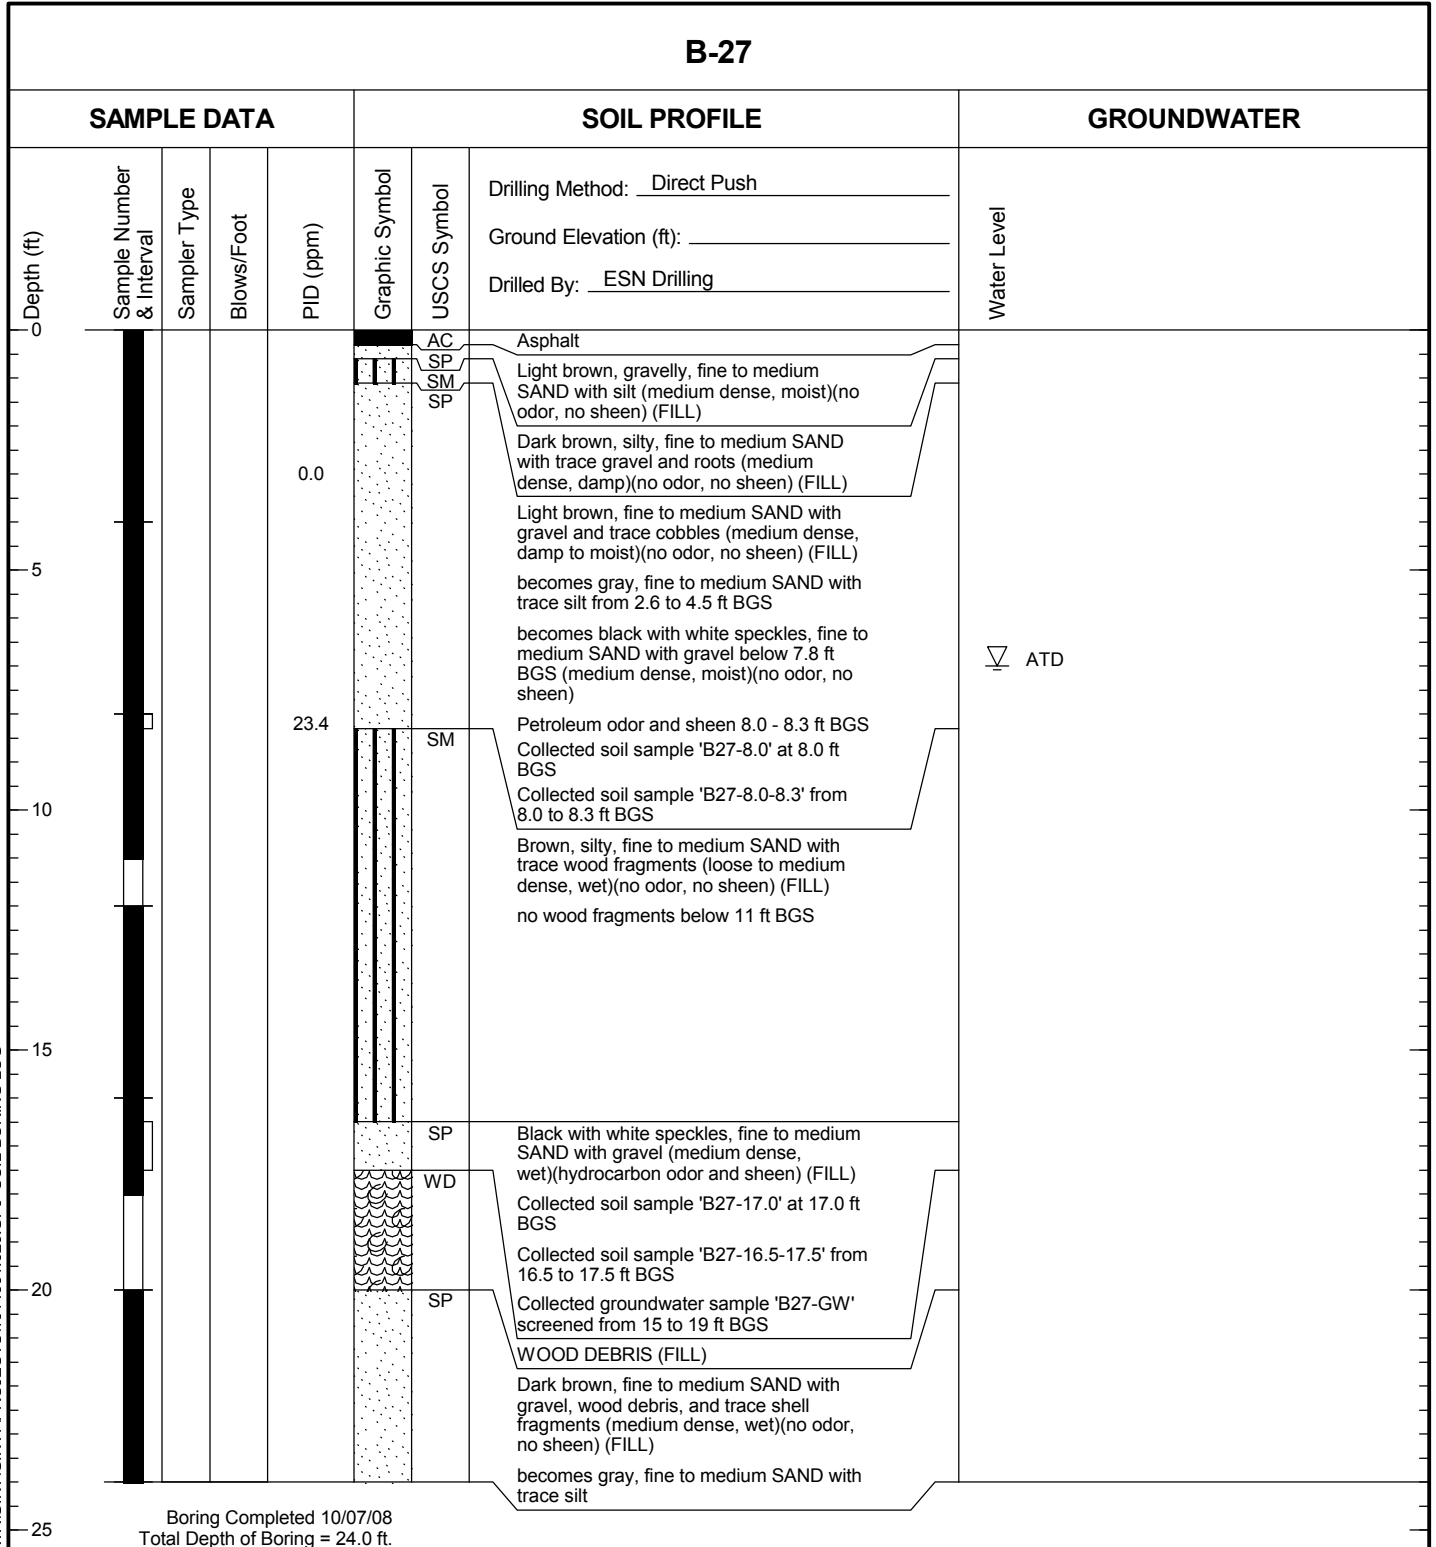 B-27
SAMPLE DATA
SOIL PROFILE
GROUNDWATER
Depth (ft)
Sample Number
& Interval
Sampler Type
Blows/Foot
PID (ppm)
Graphic Symbol
USCS Symbol
Drilling Method: Direct Push
Ground Elevation (ft):
Drilled By: ESN Drilling
Water Level
0
AC
Asphalt
SP
Light brown, gravelly, fine to medium
SAND with silt (medium dense, moist)(no
odor, no sheen) (FILL)
SM
Dark brown, silty, fine to medium SAND
with trace gravel and roots (medium
dense, damp)(no odor, no sheen) (FILL)
SP
0.0
Light brown, fine to medium SAND with
gravel and trace cobbles (medium dense,
damp to moist)(no odor, no sheen) (FILL)
5
becomes gray, fine to medium SAND with
trace silt from 2.6 to 4.5 ft BGS
becomes black with white speckles, fine to
medium SAND with gravel below 7.8 ft
BGS (medium dense, moist)(no odor, no
sheen)
ATD
23.4
Petroleum odor and sheen 8.0 - 8.3 ft BGS
SM
Collected soil sample 'B27-8.0' at 8.0 ft
BGS
Collected soil sample 'B27-8.0-8.3' from
8.0 to 8.3 ft BGS
10
Brown, silty, fine to medium SAND with
trace wood fragments (loose to medium
dense, wet)(no odor, no sheen) (FILL)
no wood fragments below 11 ft BGS
15
SP
Black with white speckles, fine to medium
SAND with gravel (medium dense,
wet)(hydrocarbon odor and sheen) (FILL)
WD
Collected soil sample 'B27-17.0' at 17.0 ft
BGS
Collected soil sample 'B27-16.5-17.5' from
16.5 to 17.5 ft BGS
20
SP
Collected groundwater sample 'B27-GW'
screened from 15 to 19 ft BGS
WOOD DEBRIS (FILL)
Dark brown, fine to medium SAND with
gravel, wood debris, and trace shell
fragments (medium dense, wet)(no odor,
no sheen) (FILL)
becomes gray, fine to medium SAND with
trace silt
25
Boring Completed 10/07/08
Total Depth of Boring = 24.0 ft.